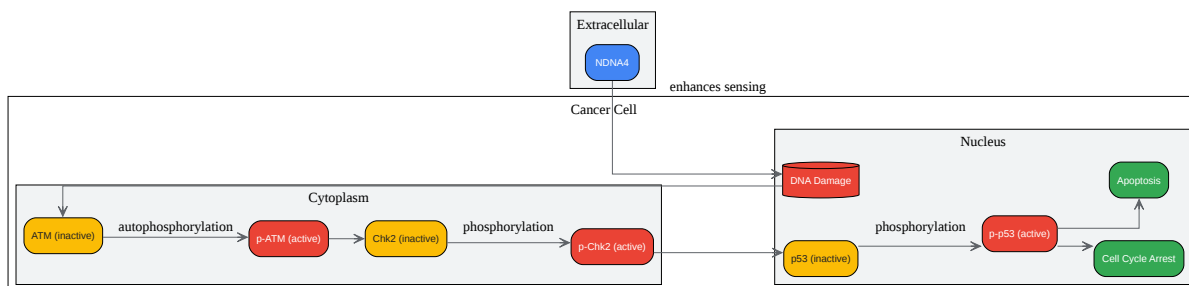 Extracellular
NDNA4
enhances sensing
Cancer Cell
Nucleus
DNA Damage
Apoptosis
Cytoplasm
ATM (inactive)
autophosphorylation
p-ATM (active)
Chk2 (inactive)
phosphorylation
p-Chk2 (active)
p53 (inactive)
phosphorylation
p-p53 (active)
Cell Cycle Arrest